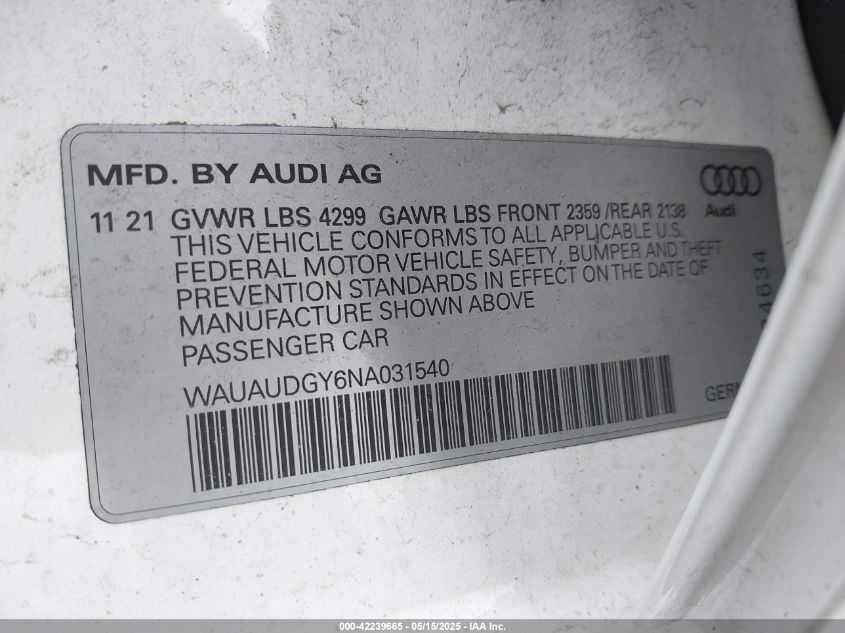 MFD. BY AUDI AG
Audi
11 21 GVWR LBS 4299 GAWR LBS FRONT 2359 /REAR 2138
THIS VEHICLE CONFORMS TO ALL APPLICABLE U.S.
FEDERAL MOTOR VEHICLE SAFETY, BUMPER AND THEFT
PREVENTION STANDARDS IN EFFECT ON THE DATE OF
MANUFACTURE SHOWN ABOVE
PASSENGER CAR
WAUAUDGY6NA031540
000-42239665 - 05/15/2025 - IAA Inc.